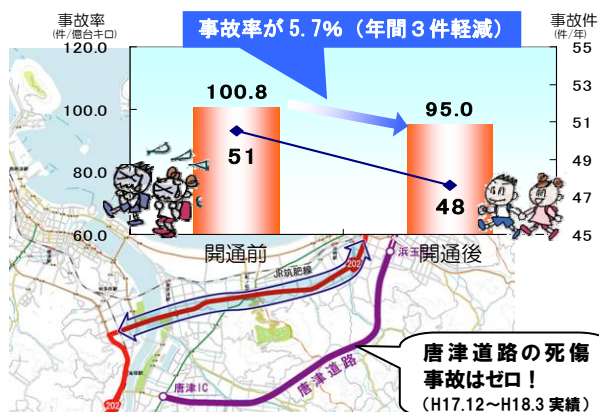 事故率
(件/億台キロ)
事故率が5.7%（年間３件軽減）
事故件
(件/年)
120.0
100.0
80.0
60.0
55
53
51
49
47
45
100.8
95.0
51
48
開通前
開通後
JR筑肥線
202
浜玉
唐津道路
唐津IC
202
唐津道路の死傷
事故はゼロ！
（H17.12～H18.3 実績）